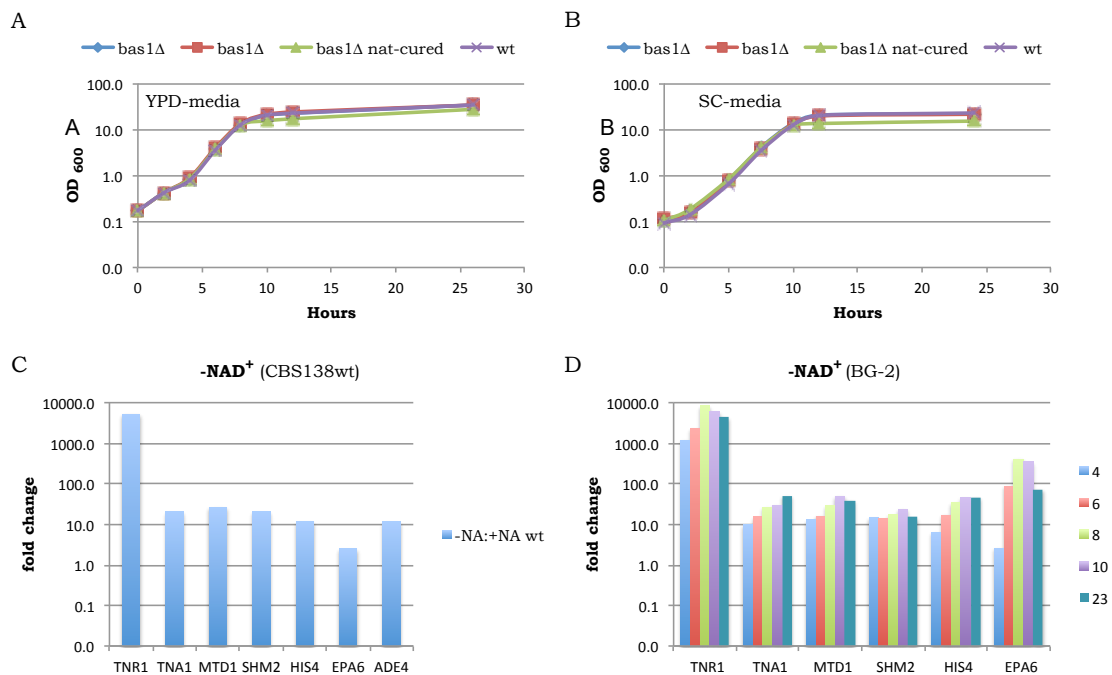 A
bas1Δ bas1Δ bas1Δ nat-cured wt
100.0
10.0
1.0
0.1
0.0
YPD-media
A
OD 600
0 5 10 15 20 25 30
Hours
B
bas1Δ bas1Δ bas1Δ nat-cured wt
100.0
10.0
1.0
0.1
0.0
SC-media
B
OD 600
0 5 10 15 20 25 30
Hours
C
-NAD+ (CBS138wt)
10000.0
1000.0
100.0
10.0
1.0
0.1
0.0
fold change
TNR1 TNA1 MTD1 SHM2 HIS4 EPA6 ADE4
-NA:+NA wt
D
-NAD+ (BG-2)
10000.0
1000.0
100.0
10.0
1.0
0.1
0.0
fold change
TNR1 TNA1 MTD1 SHM2 HIS4 EPA6
4
6
8
10
23